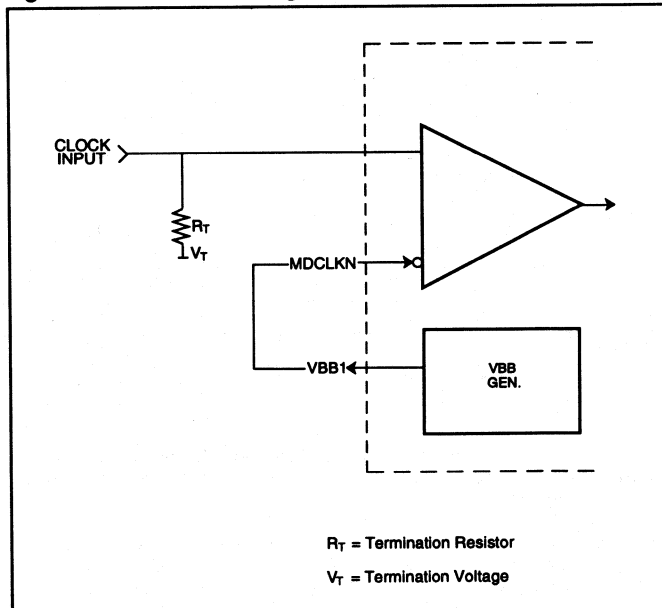 CLOCK
INPUT
RT
VT
MDCLKN
VBB1
VBB
GEN.
RT = Termination Resistor
VT = Termination Voltage